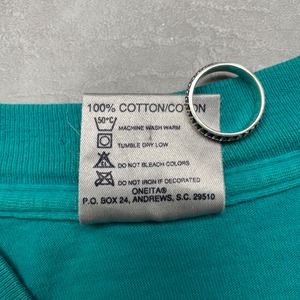 100% COTTON/COTON
50°C
MACHINE WASH WARM
TUMBLE DRY LOW
DO NOT BLEACH COLORS
DO NOT IRON IF DECORATED
ONEITA®
P.O. BOX 24, ANDREWS, S.C. 29510